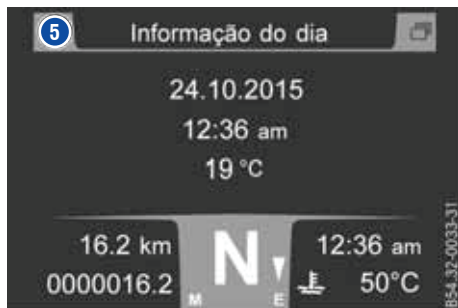 5 Informação do dia
24.10.2015
12:36 am
19 °C
16.2 km N 12:36 am
0000016.2 M E 50°C
B54.32-0033-31